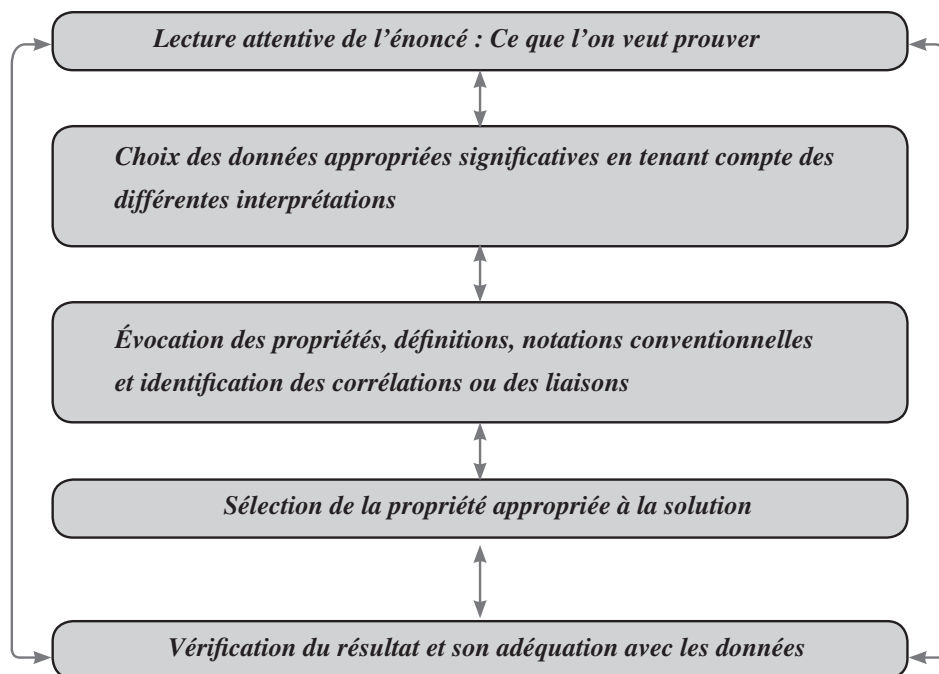 Lecture attentive de l’énoncé : Ce que l’on veut prouver
Choix des données appropriées significatives en tenant compte des
différentes interprétations
Évocation des propriétés, définitions, notations conventionnelles
et identification des corrélations ou des liaisons
Sélection de la propriété appropriée à la solution
Vérification du résultat et son adéquation avec les données